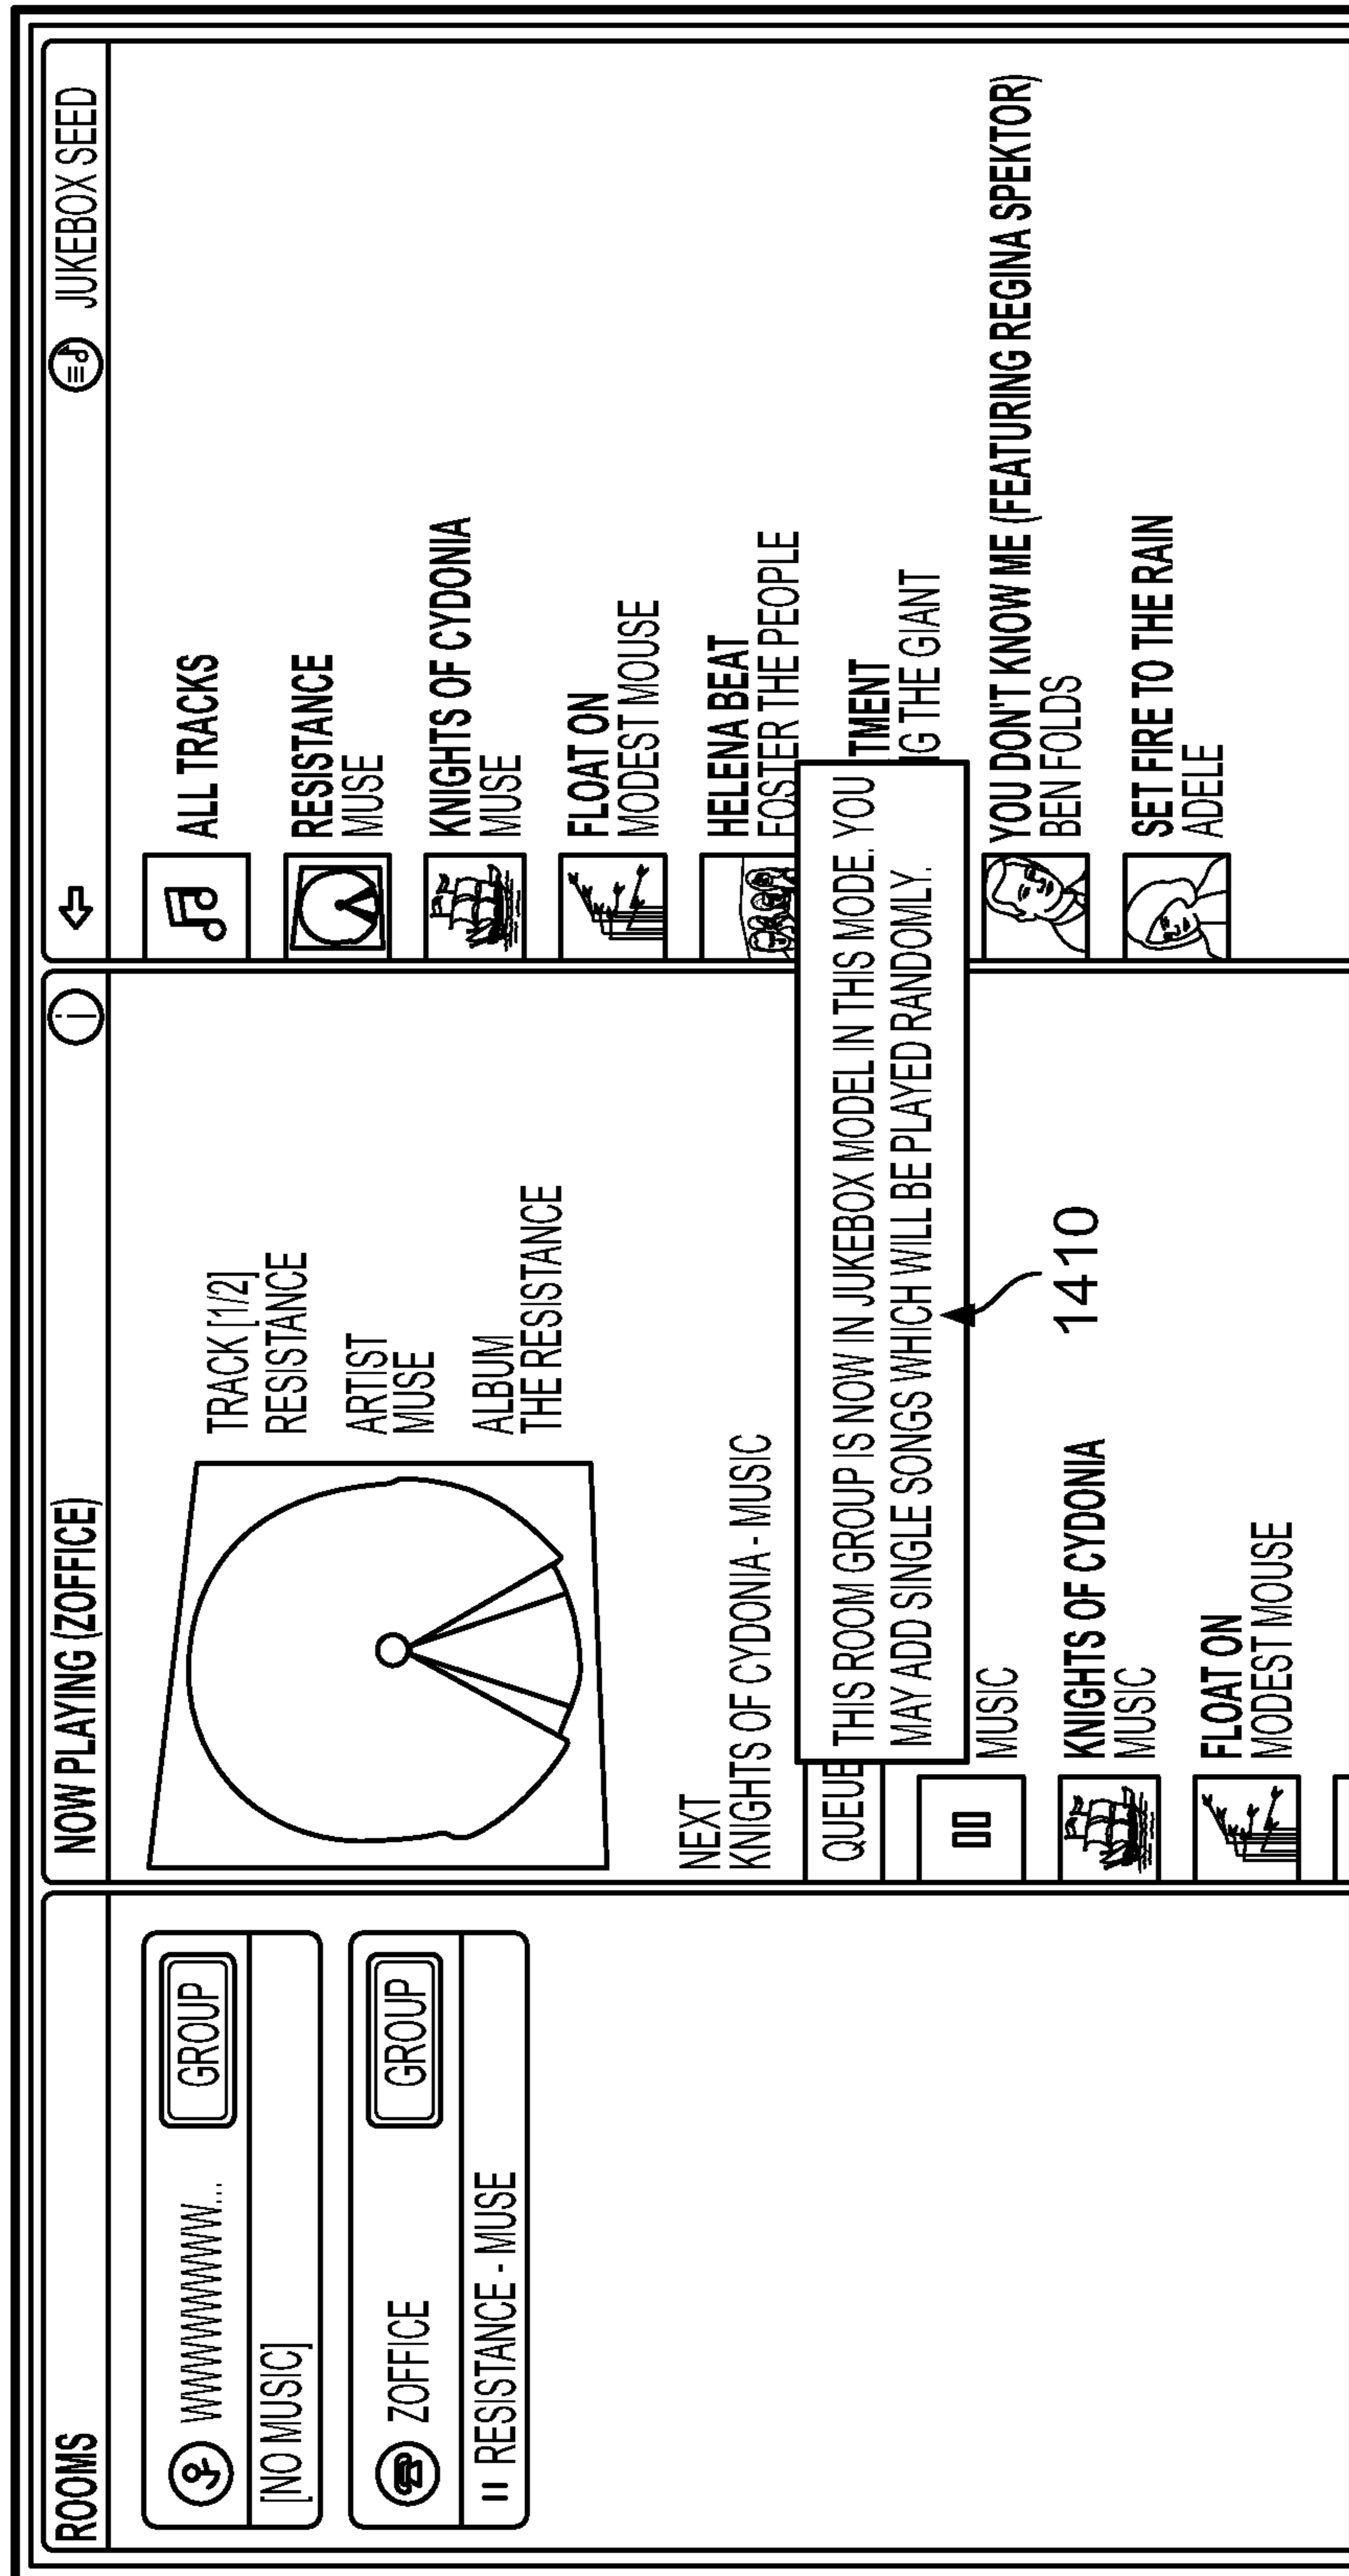 ROOMS
WWWWWWWW...
GROUP
[NO MUSIC]
ZOFFICE
GROUP
RESISTANCE - MUSE
NOW PLAYING (ZOFFICE)
i
TRACK [1/2]
RESISTANCE
ARTIST
MUSE
ALBUM
THE RESISTANCE
NEXT
KNIGHTS OF CYDONIA - MUSIC
QUEUE
THIS ROOM GROUP IS NOW IN JUKEBOX MODEL IN THIS MODE. YOU
MAY ADD SINGLE SONGS WHICH WILL BE PLAYED RANDOMLY.
1410
MUSIC
KNIGHTS OF CYDONIA
MUSIC
FLOAT ON
MODEST MOUSE
JUKEBOX SEED
ALL TRACKS
RESISTANCE
MUSE
KNIGHTS OF CYDONIA
MUSE
FLOAT ON
MODEST MOUSE
HELENA BEAT
FOSTER THE PEOPLE
TMENT
G THE GIANT
YOU DON'T KNOW ME (FEATURING REGINA SPEKTOR)
BEN FOLDS
SET FIRE TO THE RAIN
ADELE